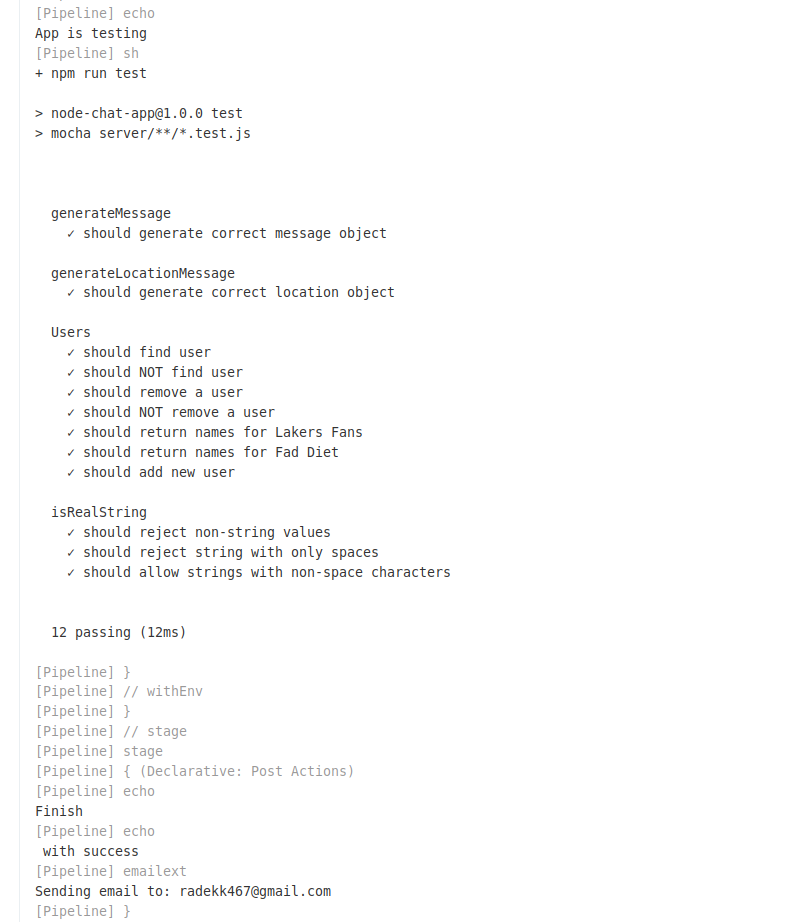 [Pipeline] echo
App is testing
[Pipeline] sh
+ npm run test
> node-chat-app@1.0.0 test
> mocha server/**/*.test.js
generateMessage
✓ should generate correct message object
generateLocationMessage
✓ should generate correct location object
Users
✓ should find user
✓ should NOT find user
✓ should remove a user
✓ should NOT remove a user
✓ should return names for Lakers Fans
✓ should return names for Fad Diet
✓ should add new user
isRealString
✓ should reject non-string values
✓ should reject string with only spaces
✓ should allow strings with non-space characters
12 passing (12ms)
[Pipeline] }
[Pipeline] // withEnv
[Pipeline] }
[Pipeline] // stage
[Pipeline] stage
[Pipeline] { (Declarative: Post Actions)
[Pipeline] echo
Finish
[Pipeline] echo
with success
[Pipeline] emailext
Sending email to: radekk467@gmail.com
[Pipeline] }